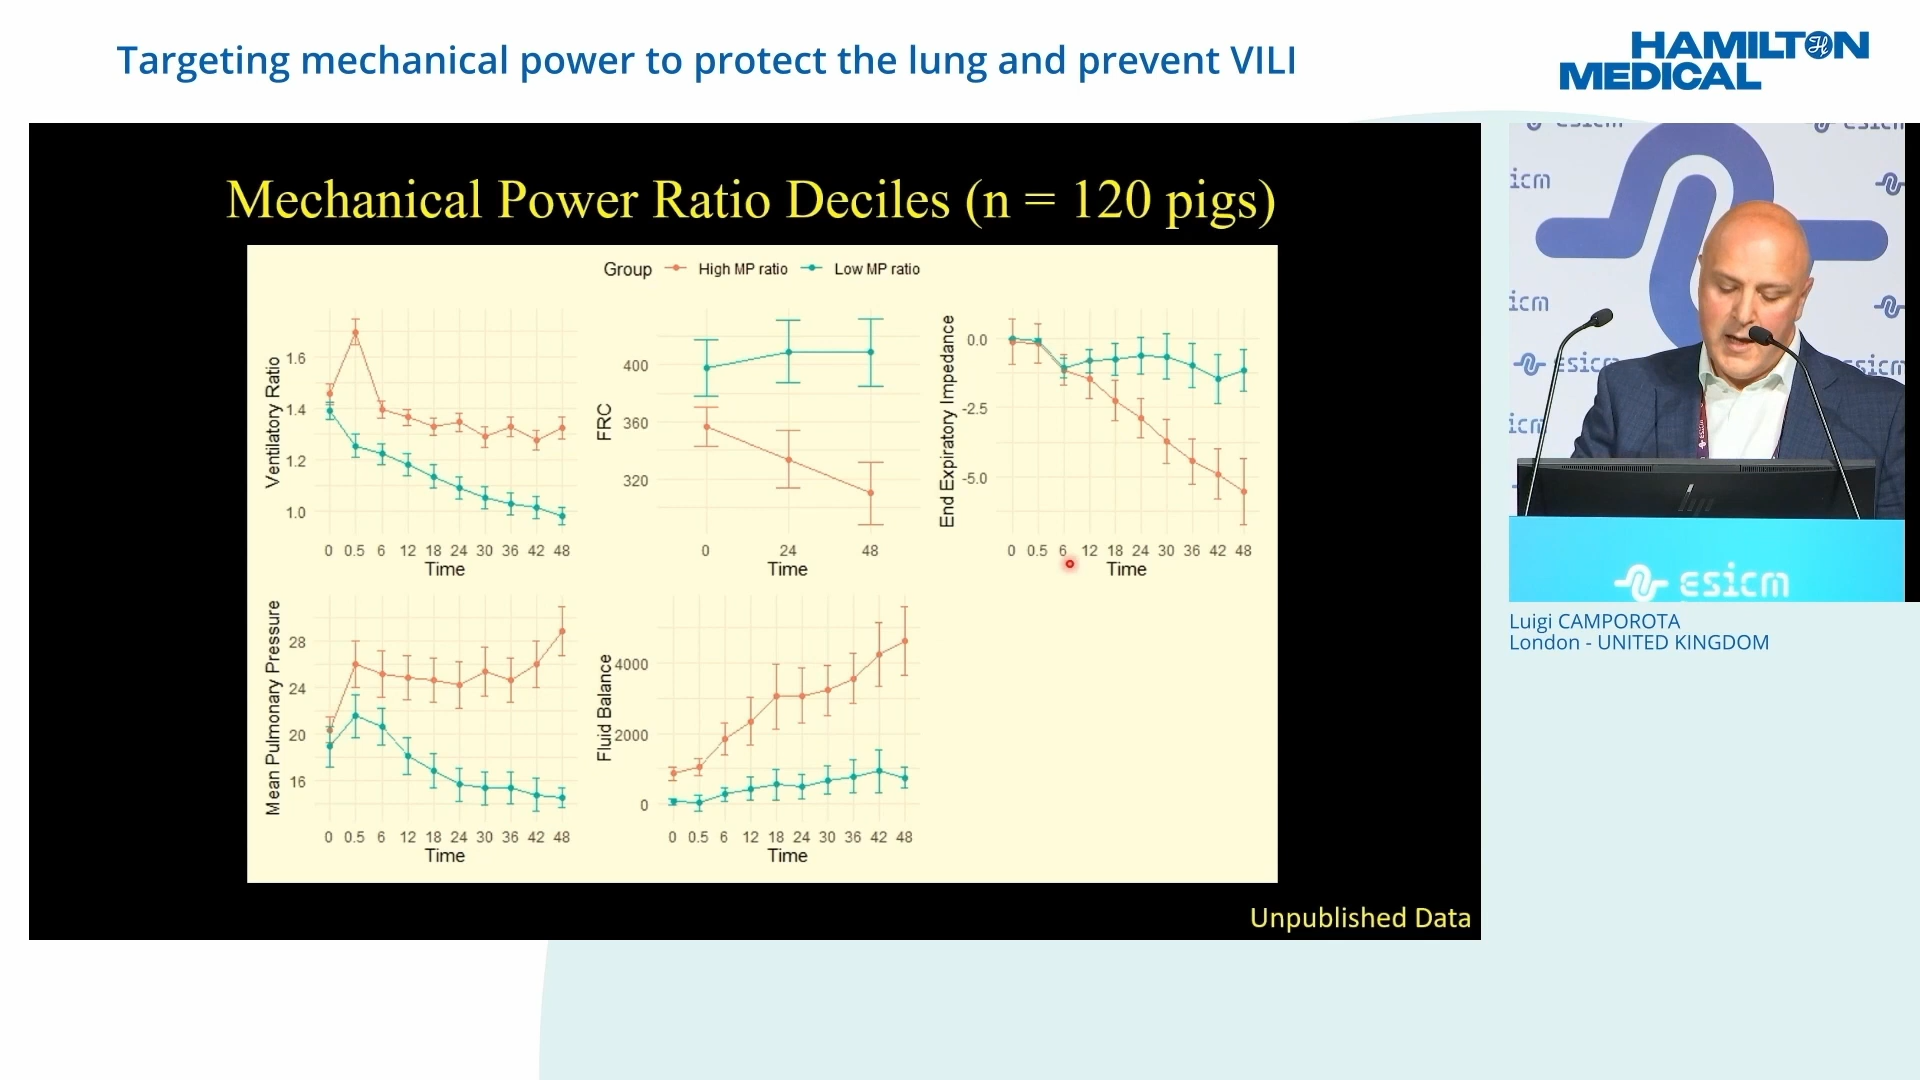 Targeting mechanical power to protect the lung and prevent VILI
HAMILTON
MEDICAL
Mechanical Power Ratio Deciles (n = 120 pigs)
Group High MP ratio Low MP ratio
Ventilatory Ratio
1.6
1.4
1.2
1.0
0 0.5 6 12 18 24 30 36 42 48
Time
FRC
400
360
320
0 24 48
Time
End Expiratory Impedance
0.0
-2.5
-5.0
0 0.5 6 12 18 24 30 36 42 48
Time
Mean Pulmonary Pressure
28
24
20
16
0 0.5 6 12 18 24 30 36 42 48
Time
Fluid Balance
4000
2000
0
0 0.5 6 12 18 24 30 36 42 48
Time
Unpublished Data
esicm
icm
icm
esicm
esicm
icm
hp
esicm
Luigi CAMPOROTA
London - UNITED KINGDOM